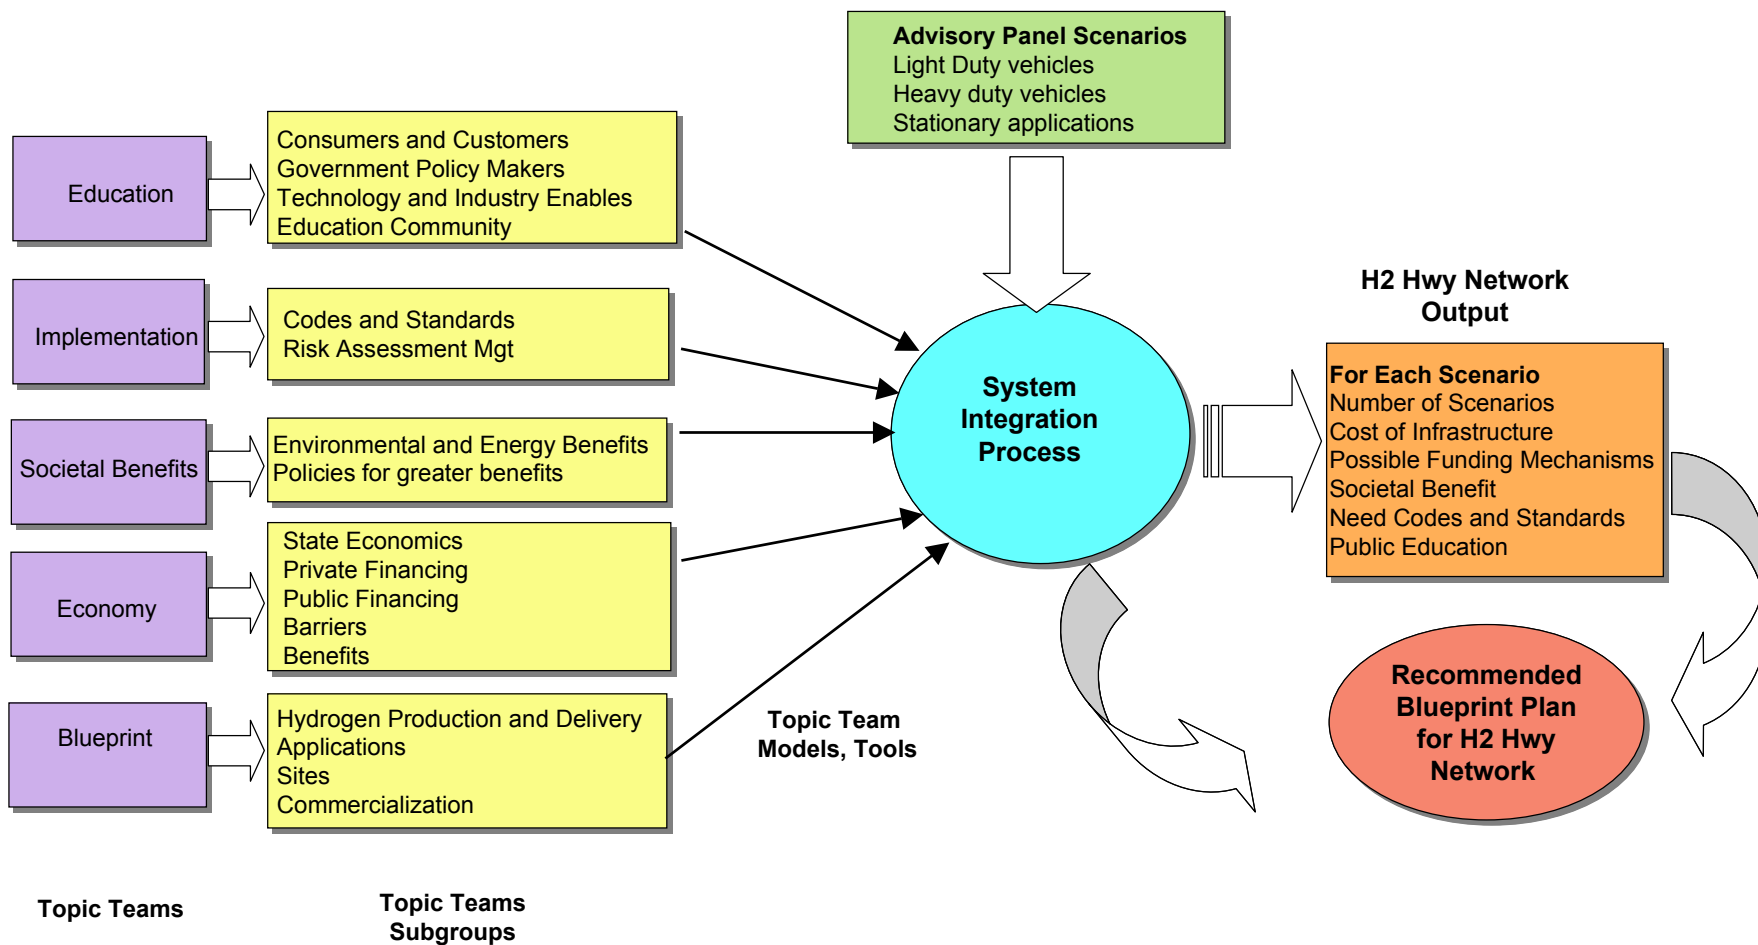 Advisory Panel Scenarios
Light Duty vehicles
Heavy duty vehicles
Stationary applications
Education
Consumers and Customers
Government Policy Makers
Technology and Industry Enables
Education Community
Implementation
Codes and Standards
Risk Assessment Mgt
Societal Benefits
Environmental and Energy Benefits
Policies for greater benefits
Economy
State Economics
Private Financing
Public Financing
Barriers
Benefits
Blueprint
Hydrogen Production and Delivery
Applications
Sites
Commercialization
Topic Team
Models, Tools
System
Integration
Process
H2 Hwy Network
Output
For Each Scenario
Number of Scenarios
Cost of Infrastructure
Possible Funding Mechanisms
Societal Benefit
Need Codes and Standards
Public Education
Recommended
Blueprint Plan
for H2 Hwy
Network
Topic Teams
Topic Teams
Subgroups